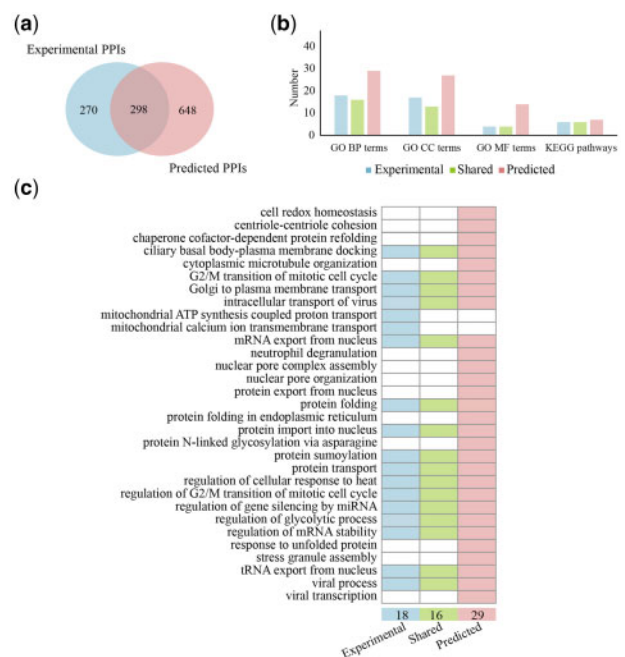 (a)
Experimental PPIs
270
298
648
Predicted PPIs
(b)
Number
40
30
20
10
0
GO BP terms
GO CC terms
GO MF terms
KEGG pathways
Experimental
Shared
Predicted
(c)
cell redox homeostasis
centriole-centriole cohesion
chaperone cofactor-dependent protein refolding
ciliary basal body-plasma membrane docking
cytoplasmic microtubule organization
G2/M transition of mitotic cell cycle
Golgi to plasma membrane transport
intracellular transport of virus
mitochondrial ATP synthesis coupled proton transport
mitochondrial calcium ion transmembrane transport
mRNA export from nucleus
neutrophil degranulation
nuclear pore complex assembly
nuclear pore organization
protein export from nucleus
protein folding
protein folding in endoplasmic reticulum
protein import into nucleus
protein N-linked glycosylation via asparagine
protein sumoylation
protein transport
regulation of cellular response to heat
regulation of G2/M transition of mitotic cell cycle
regulation of gene silencing by miRNA
regulation of glycolytic process
regulation of mRNA stability
response to unfolded protein
stress granule assembly
tRNA export from nucleus
viral process
viral transcription
18
16
29
Experimental
Shared
Predicted